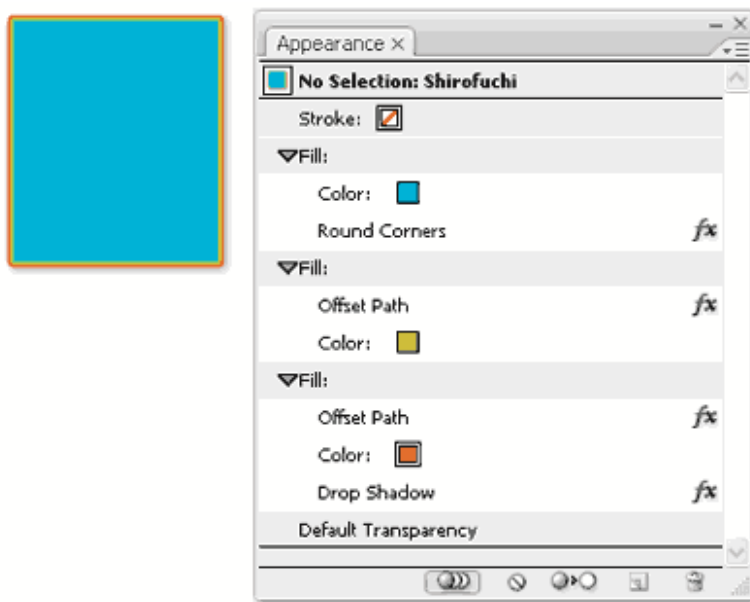 Appearance ×
No Selection: Shirofuchi
Stroke:
Fill:
Color:
Round Corners fx
Fill:
Offset Path fx
Color:
Fill:
Offset Path fx
Color:
Drop Shadow fx
Default Transparency